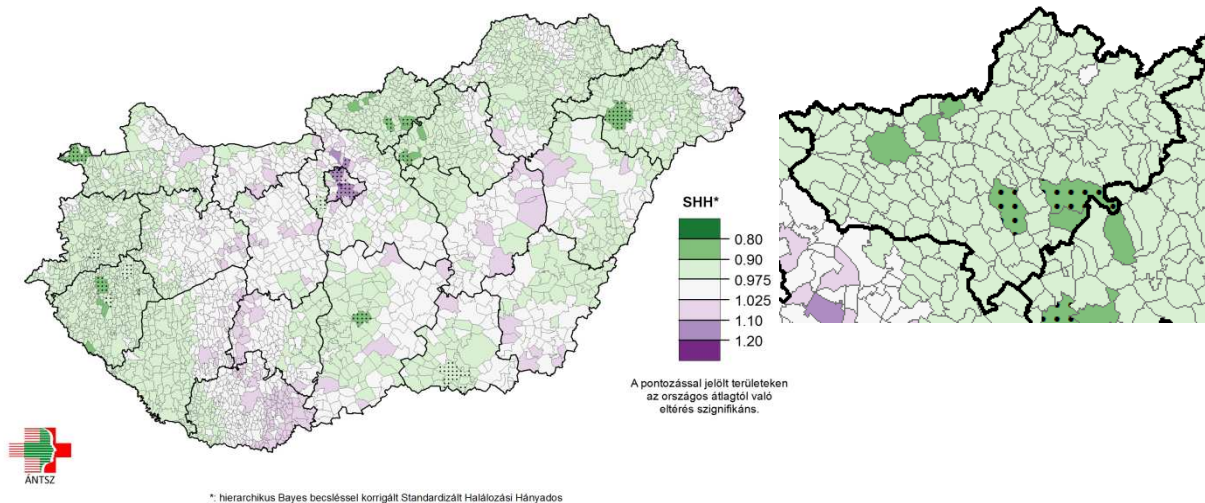 SHH*
0.80
0.90
0.975
1.025
1.10
1.20
A pontozással jelölt területeken
az országos átlagtól való
eltérés szignifikáns.
ÁNTSZ
*: hierarchikus Bayes becsléssel korrigált Standardizált Halálozási Hányados